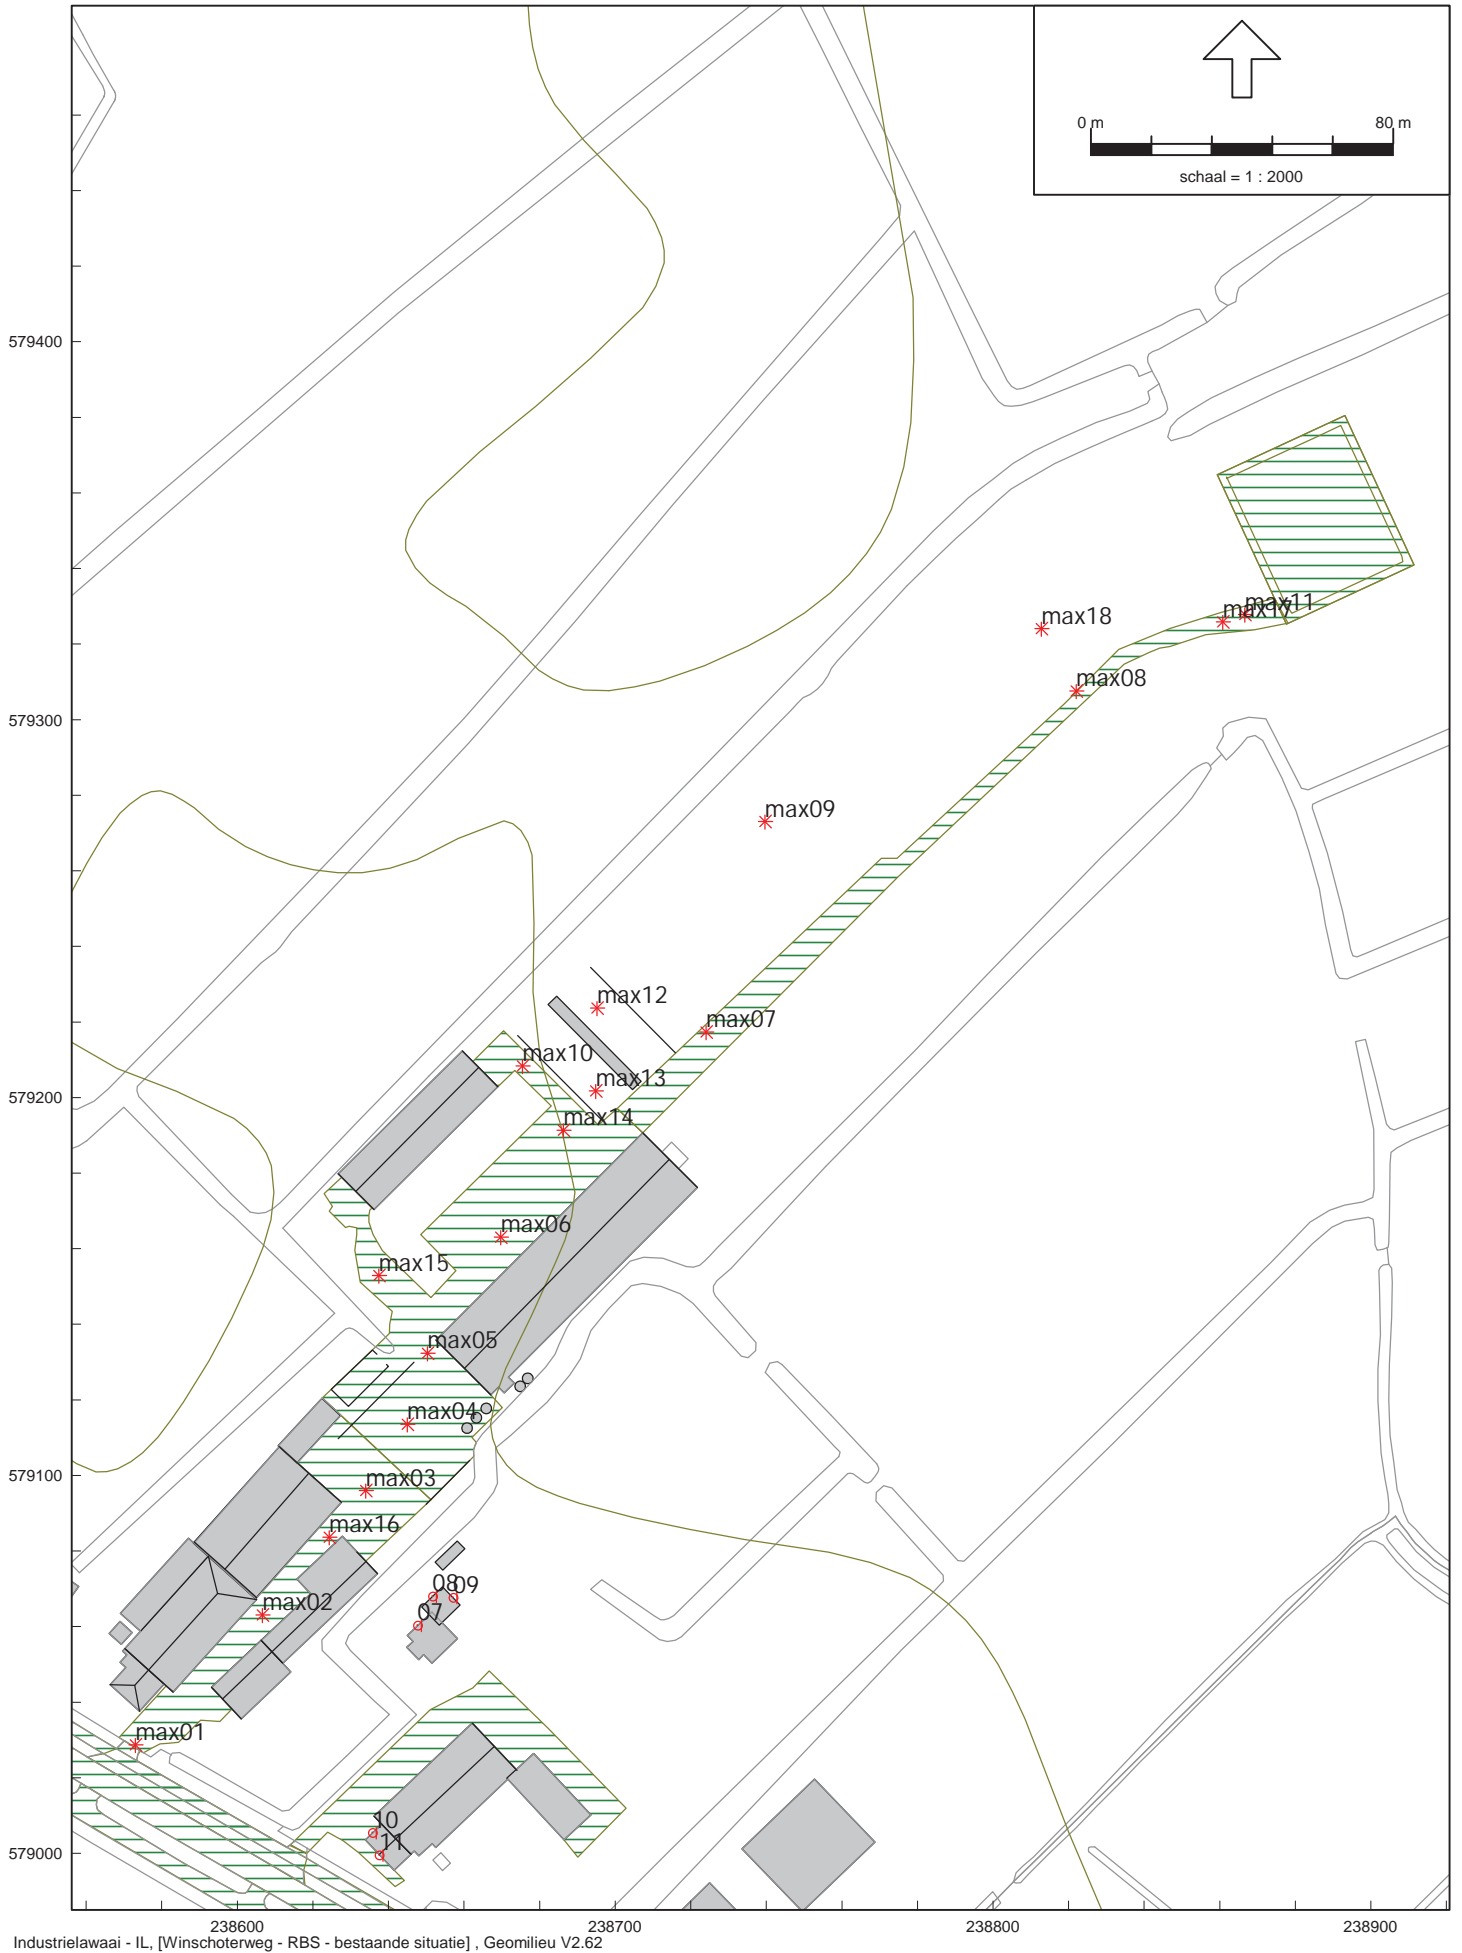 0 m 80 m
schaal = 1 : 2000
579400
max11
max17
max18
max08
579300
max09
max12
max07
max10
max13
579200
max14
max06
max15
max05
max04
579100
max03
max16
08
09
max02
07
max01
10
11
579000
238600 238700 238800 238900
Industrielawaai - IL, [Winschoterweg - RBS - bestaande situatie] , Geomilieu V2.62